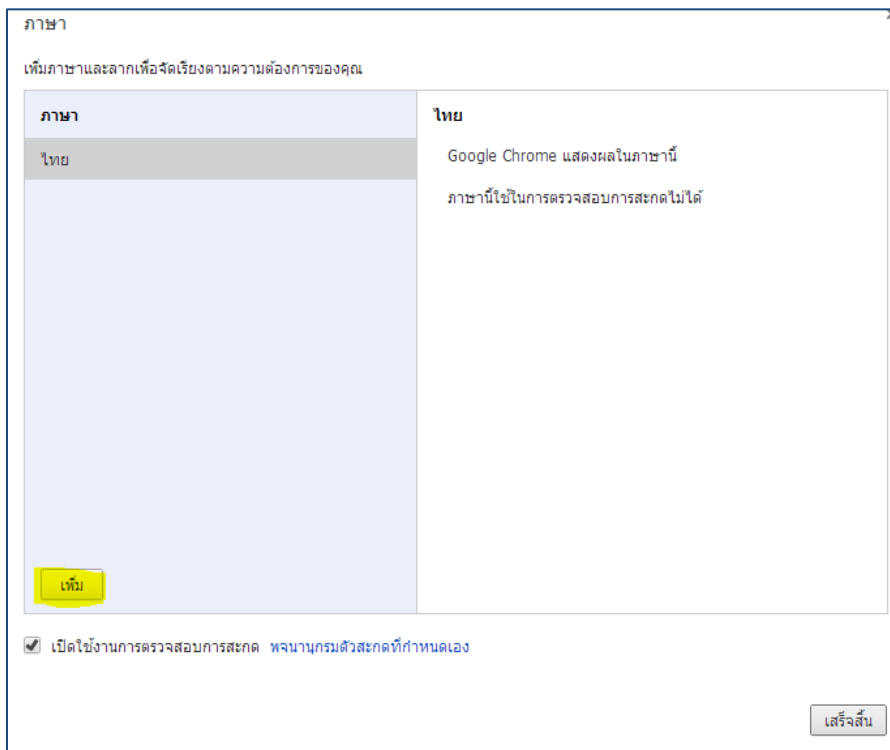 ภาษา
เพิ่มภาษาและลากเพื่อจัดเรียงตามความต้องการของคุณ
ภาษา
ไทย
ไทย
Google Chrome แสดงผลในภาษานี้
ภาษานี้ใช้ในการตรวจสอบการสะกดไม่ได้
เพิ่ม
เปิดใช้งานการตรวจสอบการสะกด พจนานุกรมตัวสะกดที่กำหนดเอง
เสร็จสิ้น